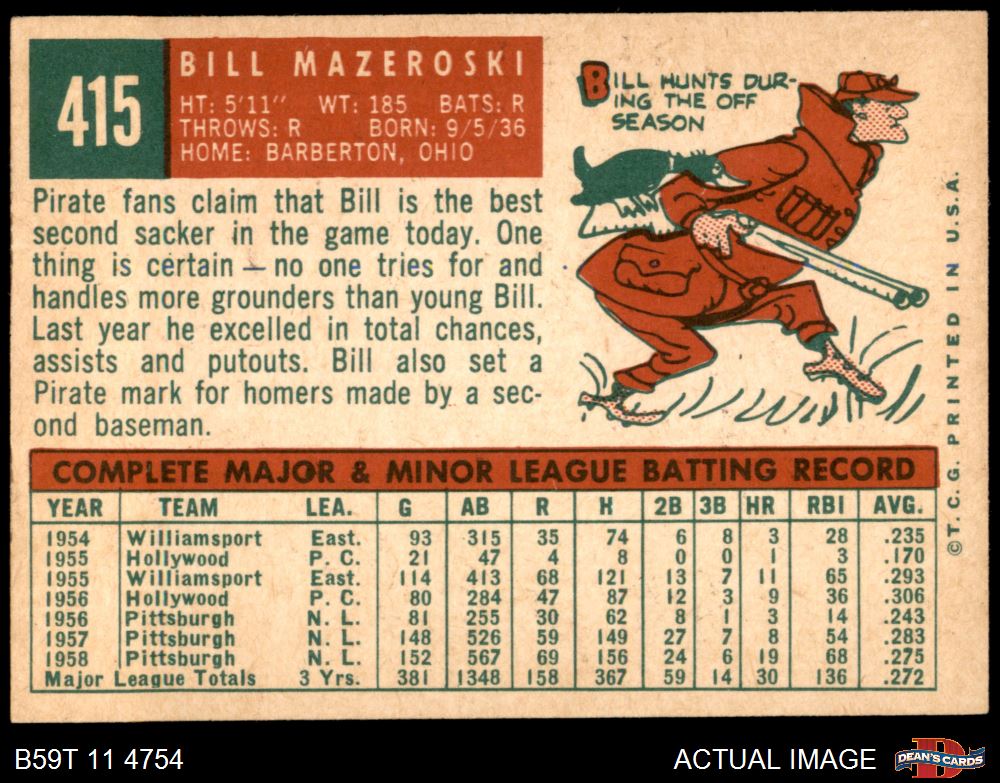 415
BILL MAZEROSKI
HT: 5'11" WT: 185 BATS: R
THROWS: R BORN: 9/5/36
HOME: BARBERTON, OHIO
Pirate fans claim that Bill is the best
second sacker in the game today. One
thing is certain — no one tries for and
handles more grounders than young Bill.
Last year he excelled in total chances,
assists and putouts. Bill also set a
Pirate mark for homers made by a sec-
ond baseman.
BILL HUNTS DUR-
ING THE OFF
SEASON
COMPLETE MAJOR & MINOR LEAGUE BATTING RECORD
YEAR TEAM LEA. G AB R H 2B 3B HR RBI AVG.
1954 Williamsport East. 93 315 35 74 6 8 3 28 .235
1955 Hollywood P. C. 21 47 4 8 0 0 1 3 .170
1955 Williamsport East. 114 413 68 121 13 7 11 65 .293
1956 Hollywood P. C. 80 284 47 87 12 3 9 36 .306
1956 Pittsburgh N. L. 81 255 30 62 8 1 3 14 .243
1957 Pittsburgh N. L. 148 526 59 149 27 7 8 54 .283
1958 Pittsburgh N. L. 152 567 69 156 24 6 19 68 .275
Major League Totals 3 Yrs. 381 1348 158 367 59 14 30 136 .272
© T. C. G. PRINTED IN U.S.A.
B59T 11 4754
ACTUAL IMAGE
D
DEAN'S CARDS